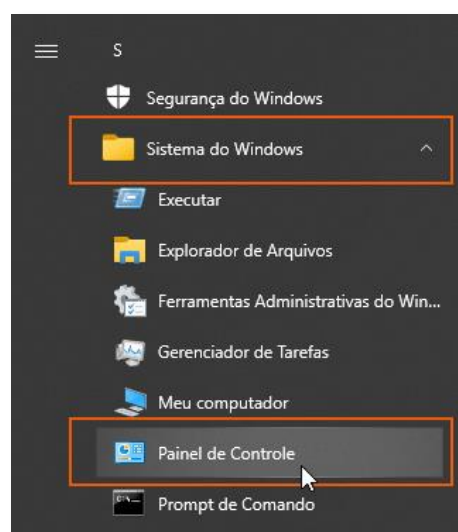 S
Segurança do Windows
Sistema do Windows
Executar
Explorador de Arquivos
Ferramentas Administrativas do Win...
Gerenciador de Tarefas
Meu computador
Painel de Controle
Prompt de Comando